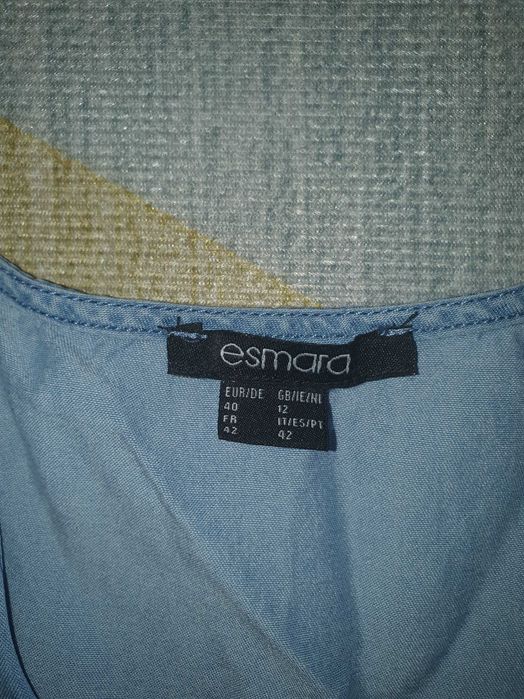 esmara
EUR/DE GB/IE/NI
40 12
FR IT/ES/PT
42 42